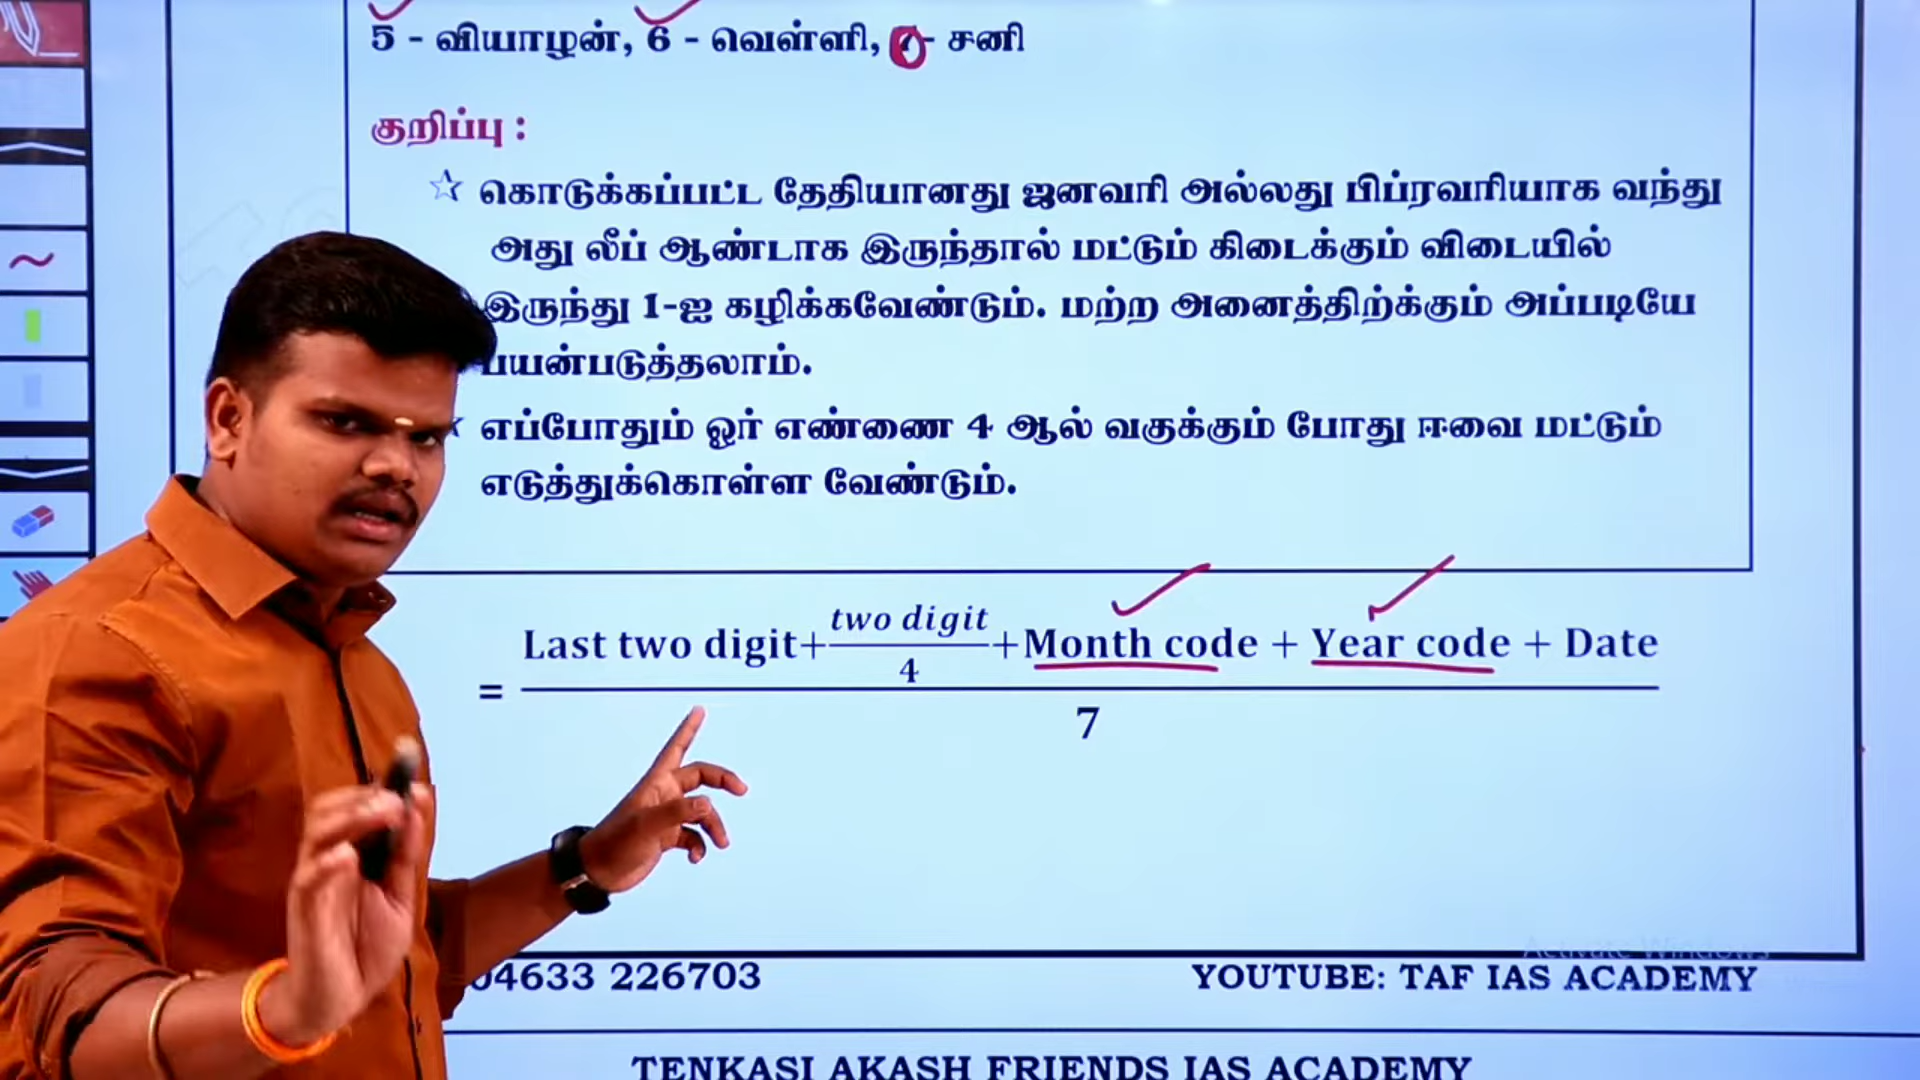 5 - வியாழன், 6 - வெள்ளி, 0 - சனி
குறிப்பு :
☆ கொடுக்கப்பட்ட தேதியானது ஜனவரி அல்லது பிப்ரவரியாக வந்து
அது லீப் ஆண்டாக இருந்தால் மட்டும் கிடைக்கும் விடையில்
இருந்து 1-ஐ கழிக்கவேண்டும். மற்ற அனைத்திற்க்கும் அப்படியே
பயன்படுத்தலாம்.
எப்போதும் ஓர் எண்ணை 4 ஆல் வகுக்கும் போது ஈவை மட்டும்
எடுத்துக்கொள்ள வேண்டும்.
= Last two digit + two digit / 4 + Month code + Year code + Date
7
04633 226703 YOUTUBE: TAF IAS ACADEMY
Activate Windows
TENKASI AKASH FRIENDS IAS ACADEMY